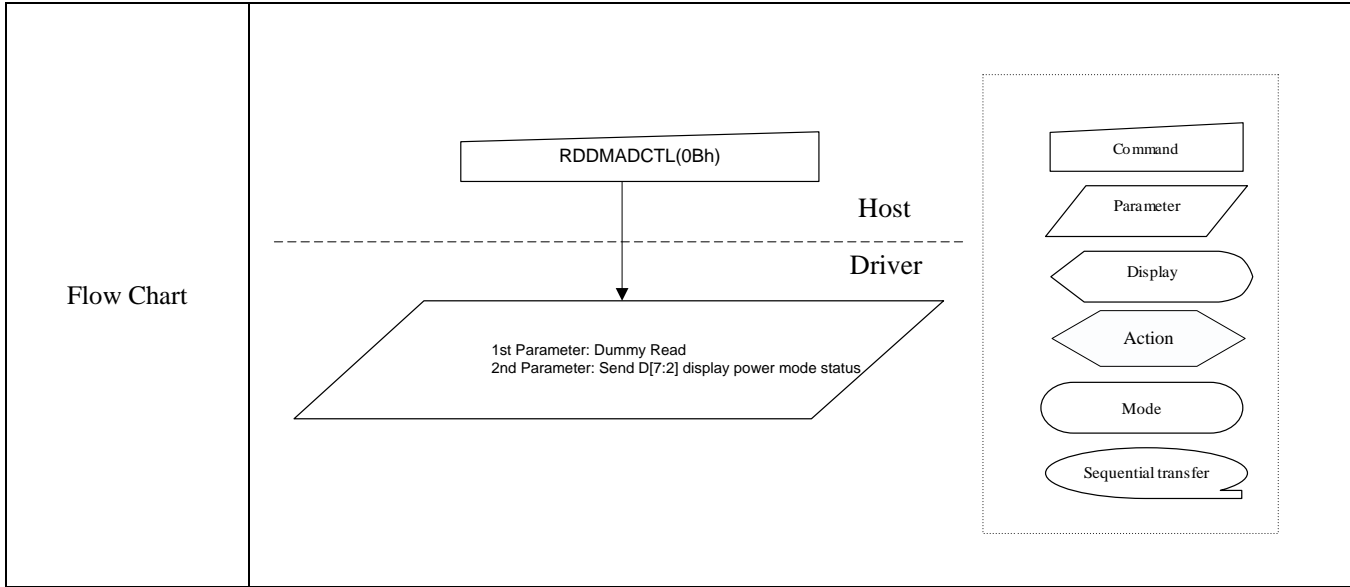 Flow Chart
RDDMADCTL(0Bh)
Host
Driver
1st Parameter: Dummy Read
2nd Parameter: Send D[7:2] display power mode status
Command
Parameter
Display
Action
Mode
Sequential transfer